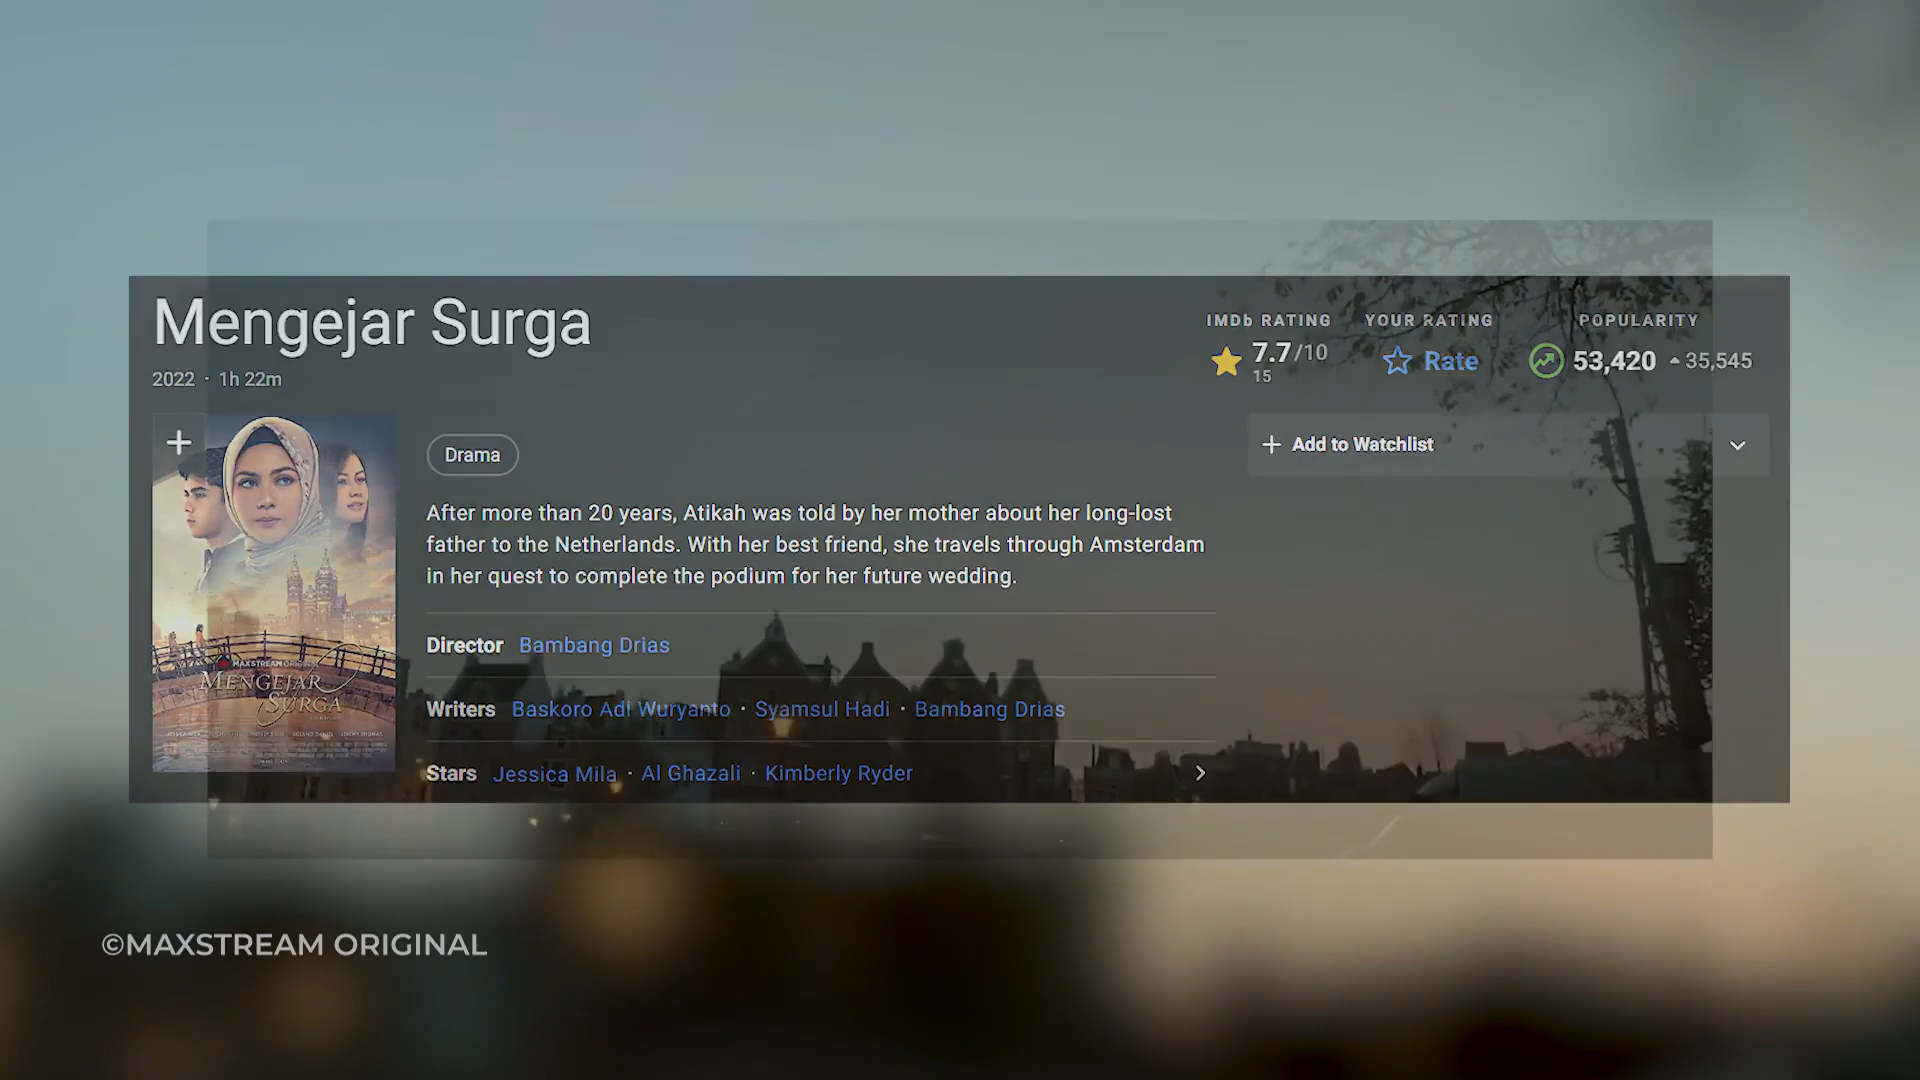 Mengejar Surga
2022 · 1h 22m
IMDb RATING
7.7/10
15
YOUR RATING
Rate
POPULARITY
53,420 35,545
Add to Watchlist
MAXSTREAM ORIGINAL
MENGEJAR
SURGA
Drama
After more than 20 years, Atikah was told by her mother about her long-lost
father to the Netherlands. With her best friend, she travels through Amsterdam
in her quest to complete the podium for her future wedding.
Director Bambang Drias
Writers Baskoro Adi Wuryanto · Syamsul Hadi · Bambang Drias
Stars Jessica Mila · Al Ghazali · Kimberly Ryder
©MAXSTREAM ORIGINAL